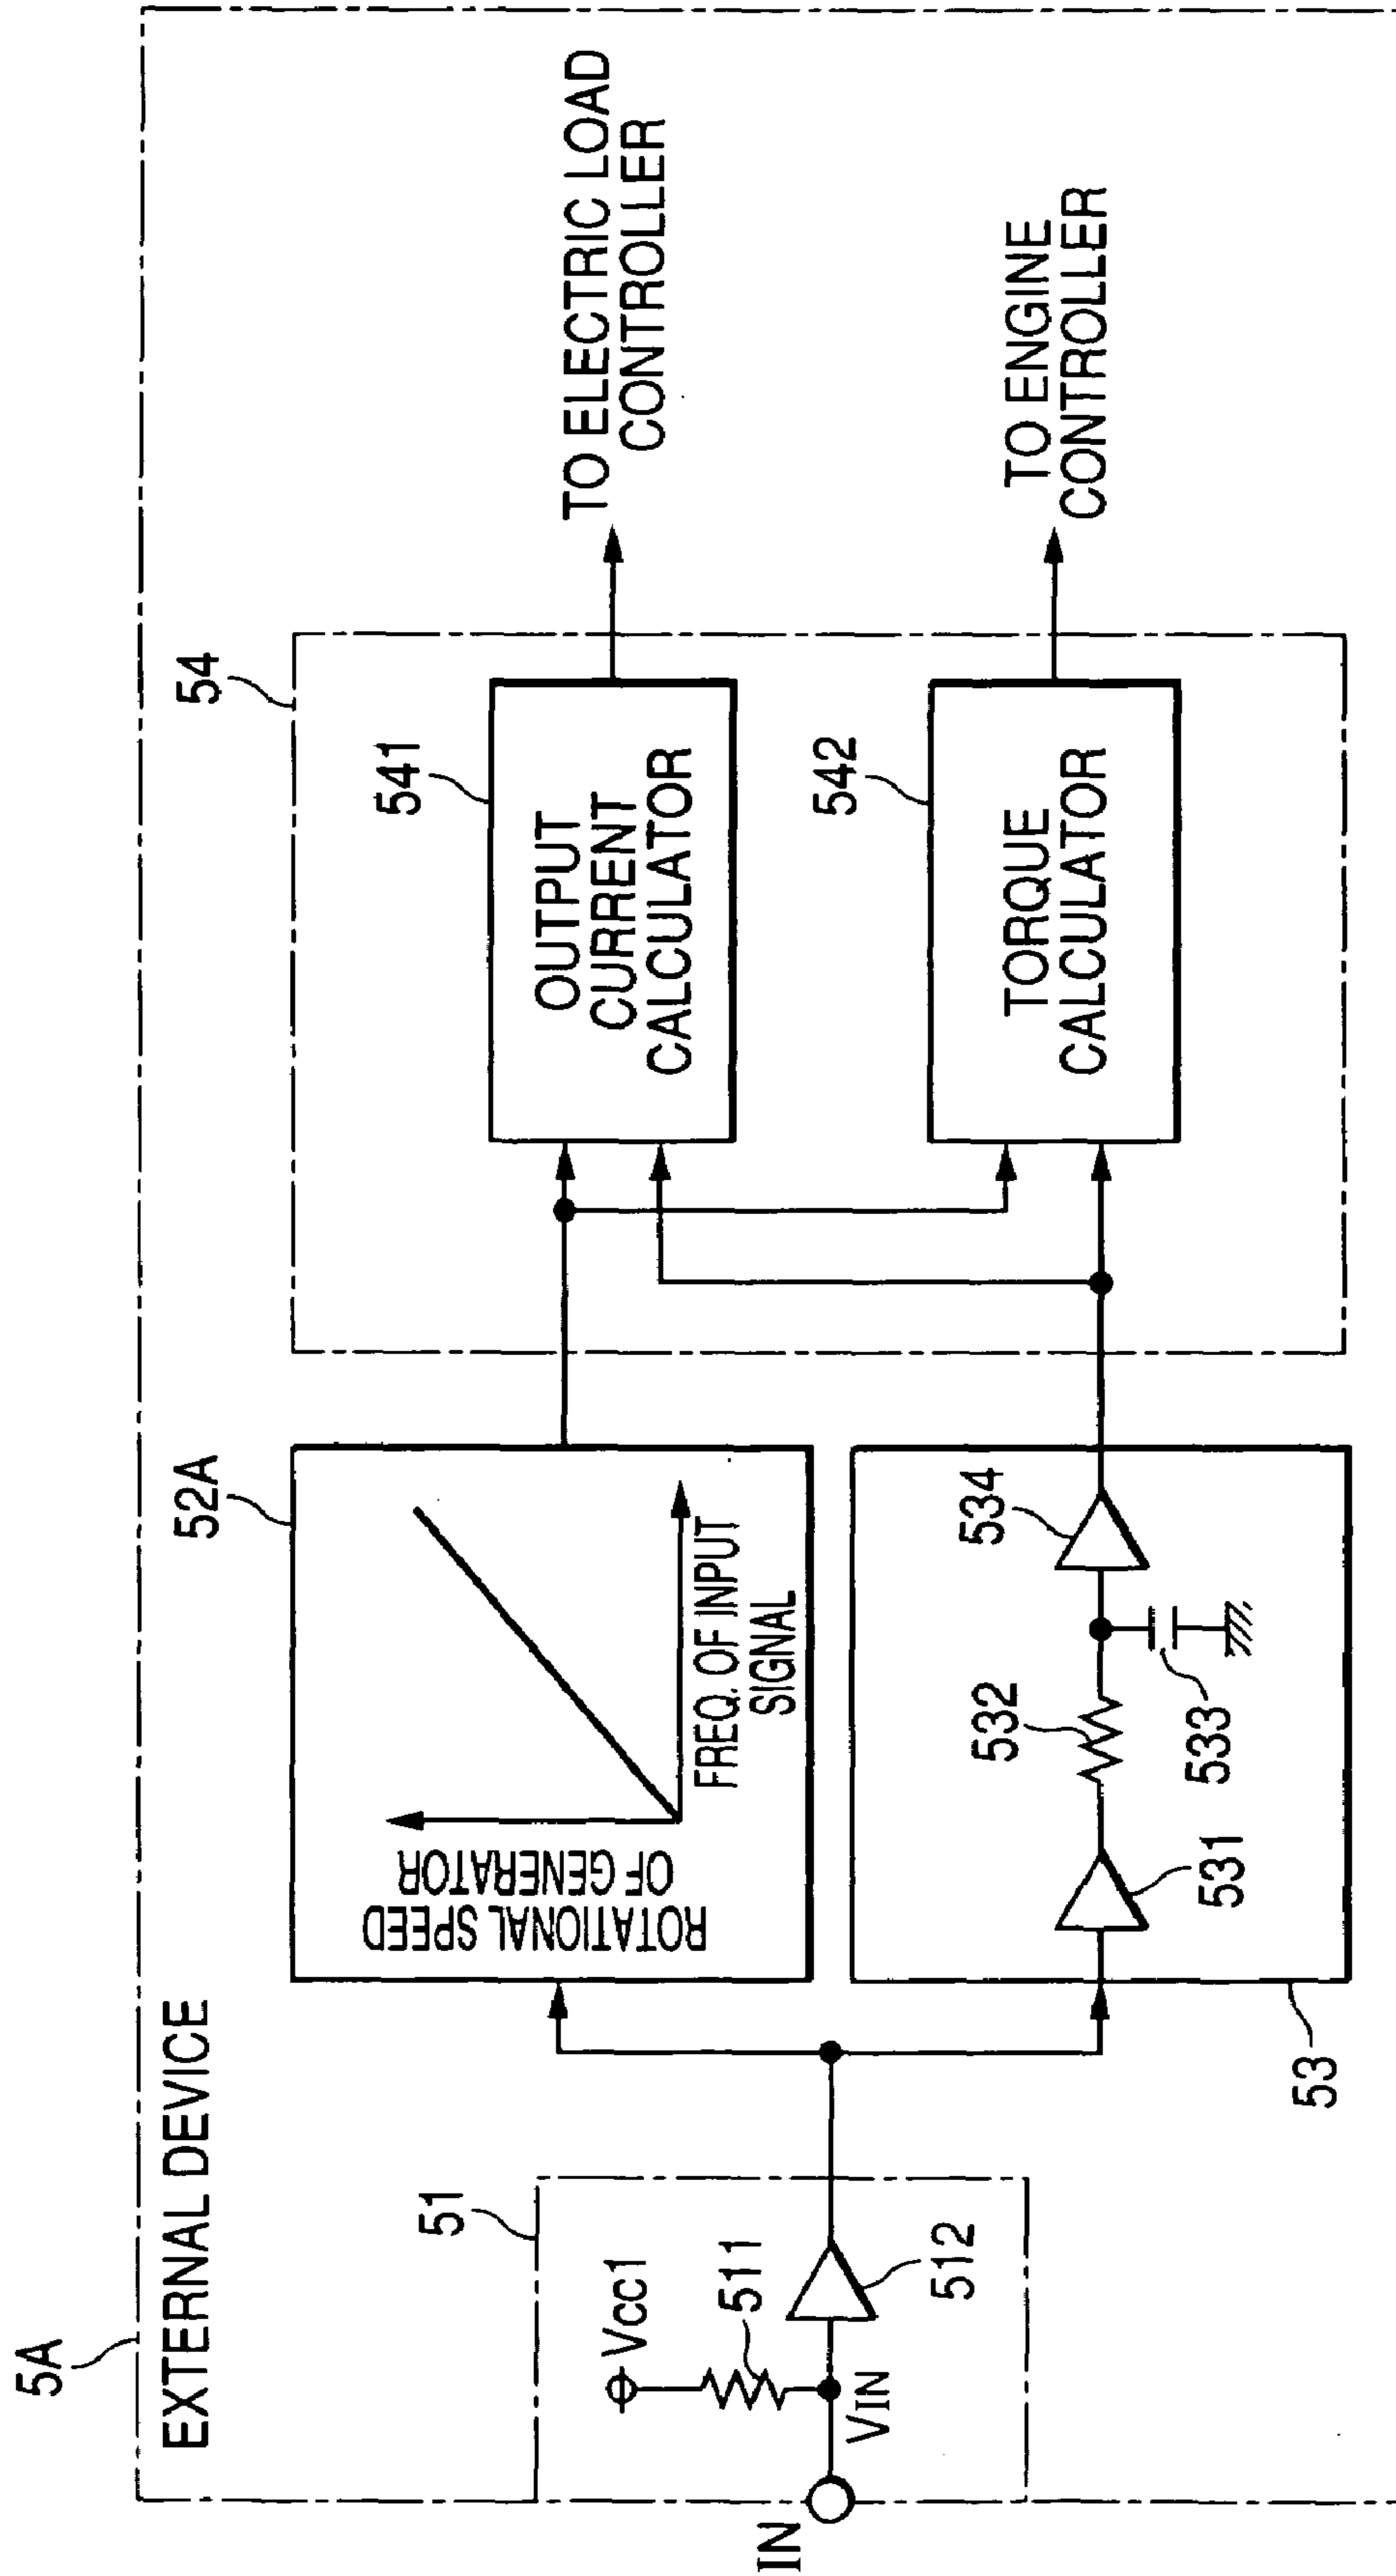 5A
EXTERNAL DEVICE
IN
51
VCC1
511
VIN
512
52A
ROTATIONAL SPEED
OF GENERATOR
FREQ. OF INPUT
SIGNAL
53
531
532
533
534
54
541
OUTPUT
CURRENT
CALCULATOR
542
TORQUE
CALCULATOR
TO ELECTRIC LOAD
CONTROLLER
TO ENGINE
CONTROLLER